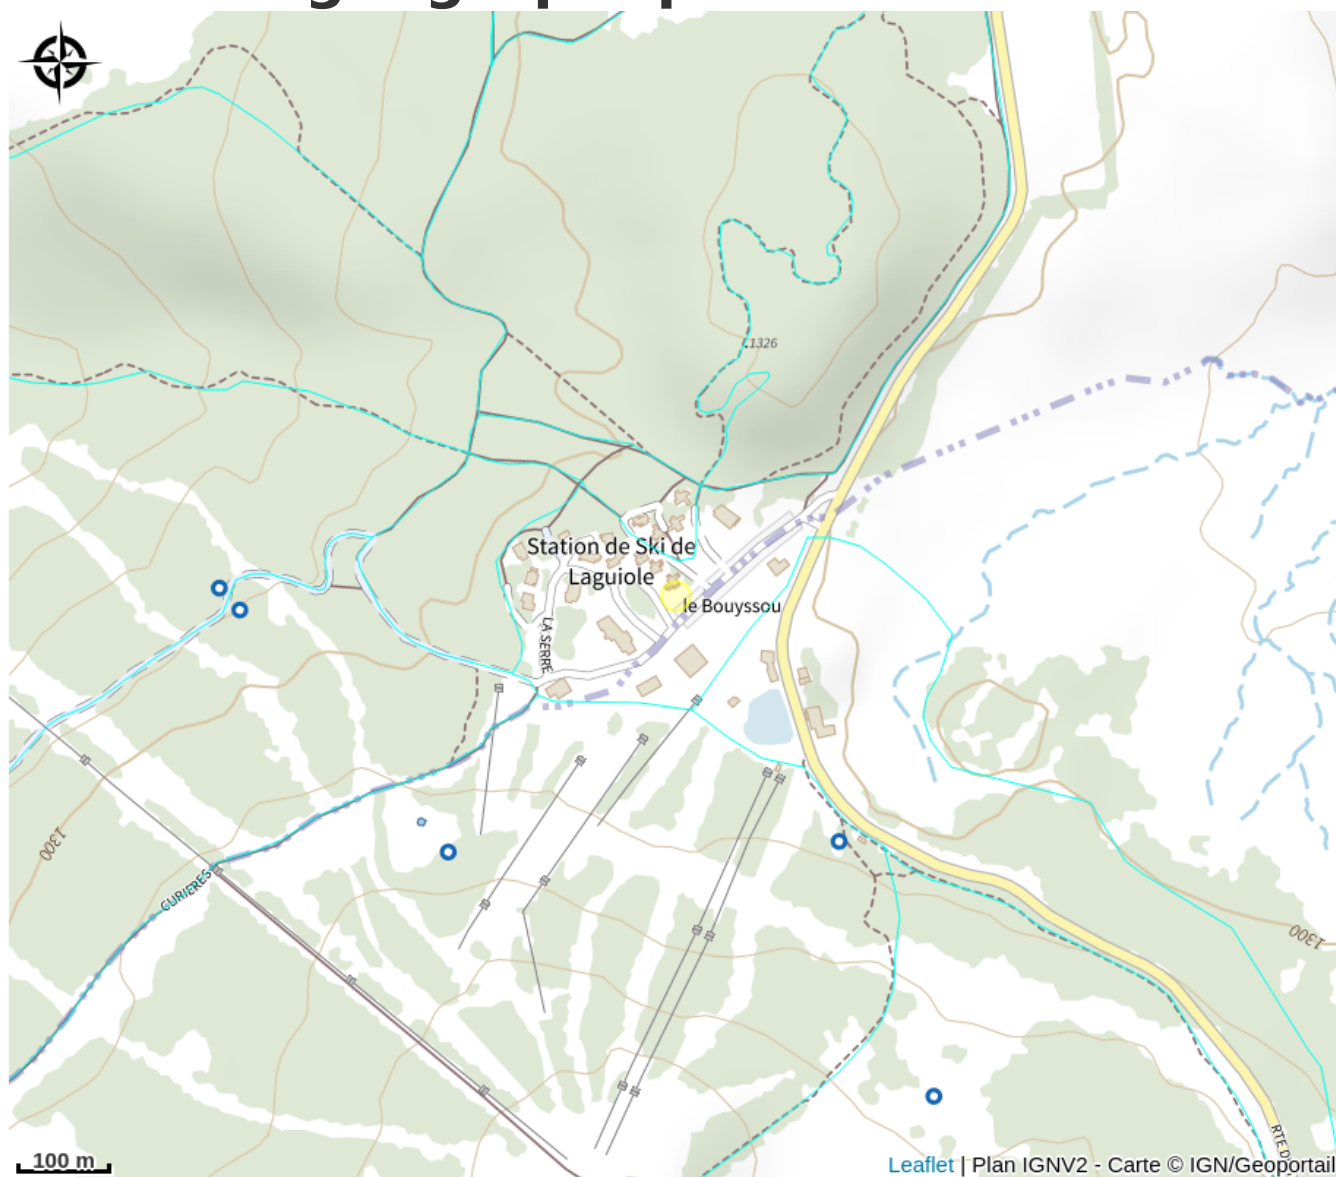 1326
Station de Ski de
Laguiole
le Bouyssou
LA SERRE
1300
CURIERES
1300
RTE D
100 m
Leaflet | Plan IGNV2 - Carte © IGN/Geoportail